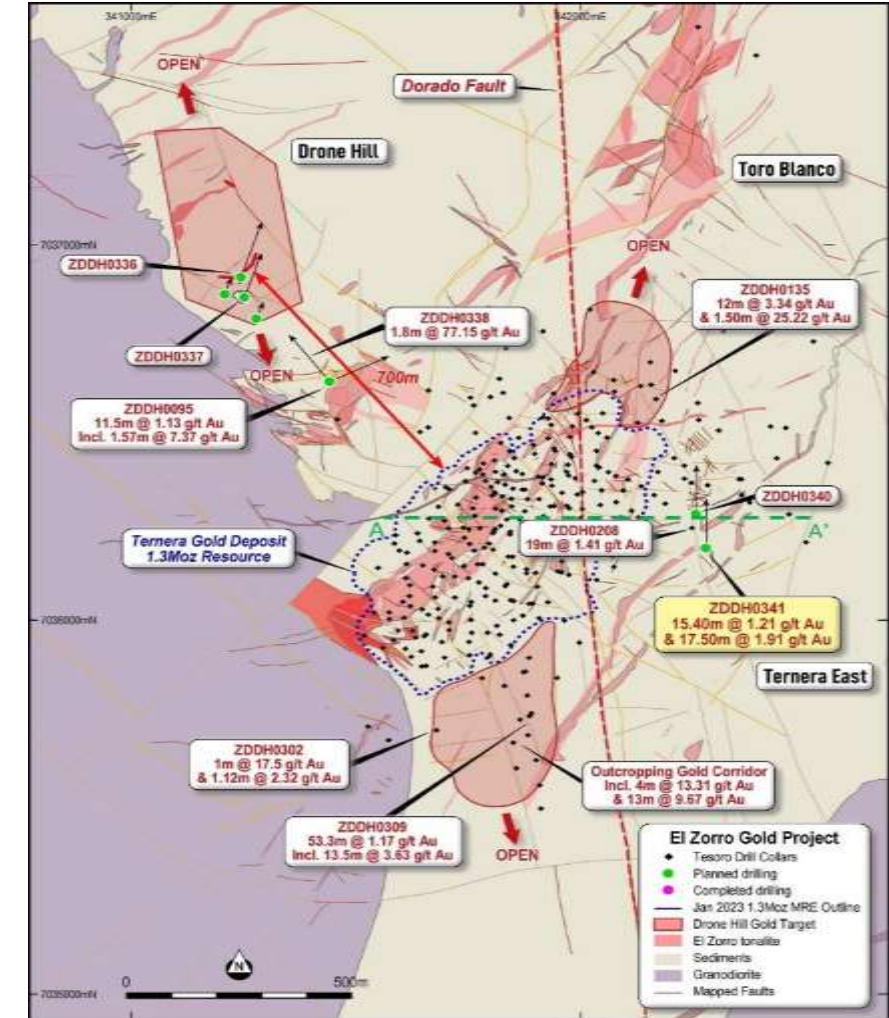 341000mE
342000mE
OPEN
Dorado Fault
Drone Hill
Toro Blanco
7037000mN
OPEN
ZDDH0336
ZDDH0135
12m @ 3.34 g/t Au
& 1.50m @ 25.22 g/t Au
ZDDH0338
1.8m @ 77.15 g/t Au
ZDDH0337
OPEN
700m
ZDDH0095
11.5m @ 1.13 g/t Au
Incl. 1.57m @ 7.37 g/t Au
ZDDH0340
A
A'
Ternera Gold Deposit
1.3Moz Resource
ZDDH0208
19m @ 1.41 g/t Au
7036000mN
ZDDH0341
15.40m @ 1.21 g/t Au
& 17.50m @ 1.91 g/t Au
Ternera East
ZDDH0302
1m @ 17.5 g/t Au
& 1.12m @ 2.32 g/t Au
Outcropping Gold Corridor
Incl. 4m @ 13.31 g/t Au
& 13m @ 9.67 g/t Au
ZDDH0309
53.3m @ 1.17 g/t Au
Incl. 13.5m @ 3.63 g/t Au
OPEN
El Zorro Gold Project
Tesoro Drill Collars
Planned drilling
Completed drilling
Jan 2023 1.3Moz MRE Outline
Drone Hill Gold Target
El Zorro tonalite
Sediments
Granodiorite
Mapped Faults
N
0
500m
7035000mN